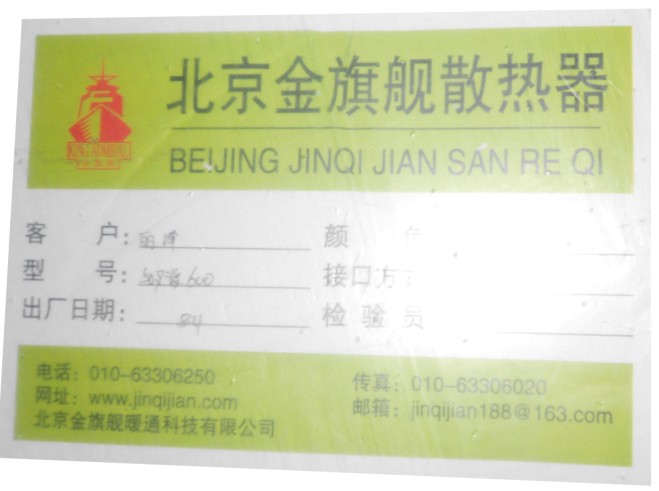 北京金旗舰散热器
BEIJING JINQI JIAN SAN RE QI
客 户: 颜 色
型 号: 600 接口方
出厂日期: 84 检验员
电话: 010-63306250 传真: 010-63306020
网址: www.jinqijian.com 邮箱: jinqijian188@163.com
北京金旗舰暖通科技有限公司